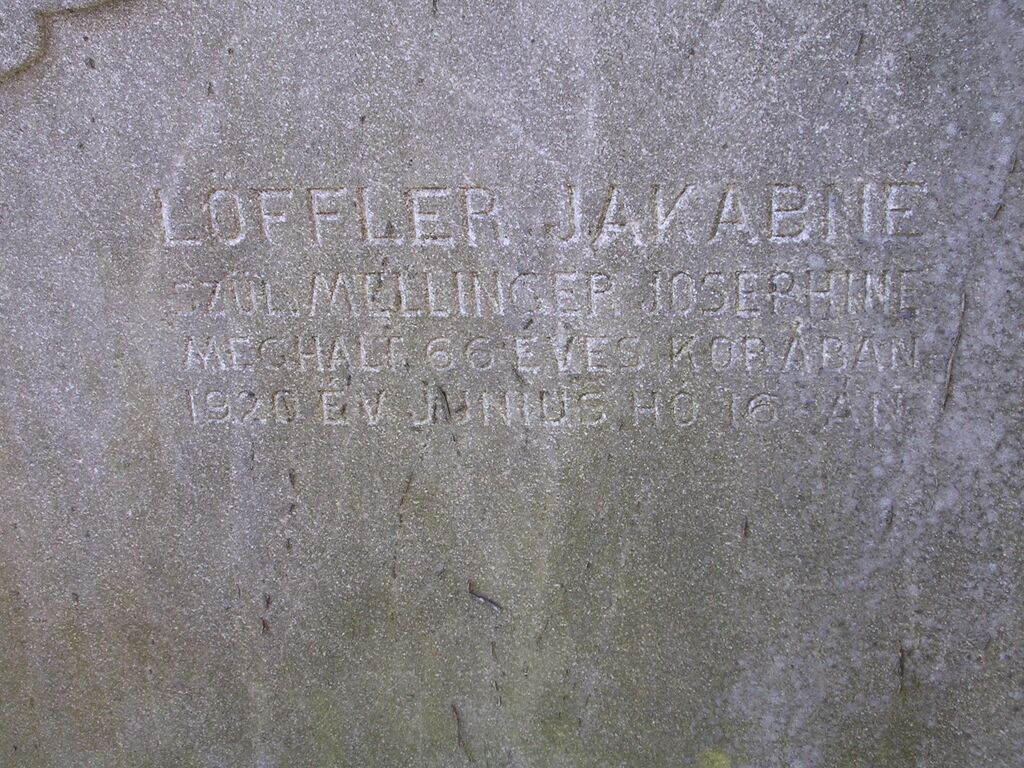 LÖFFLER JAKABNÉ
SZÜL. MELLINGER JOSEPHINE
MEGHALT 66 ÉVES KORÁBAN
1920 ÉV JUNIUS HÓ 16-ÁN